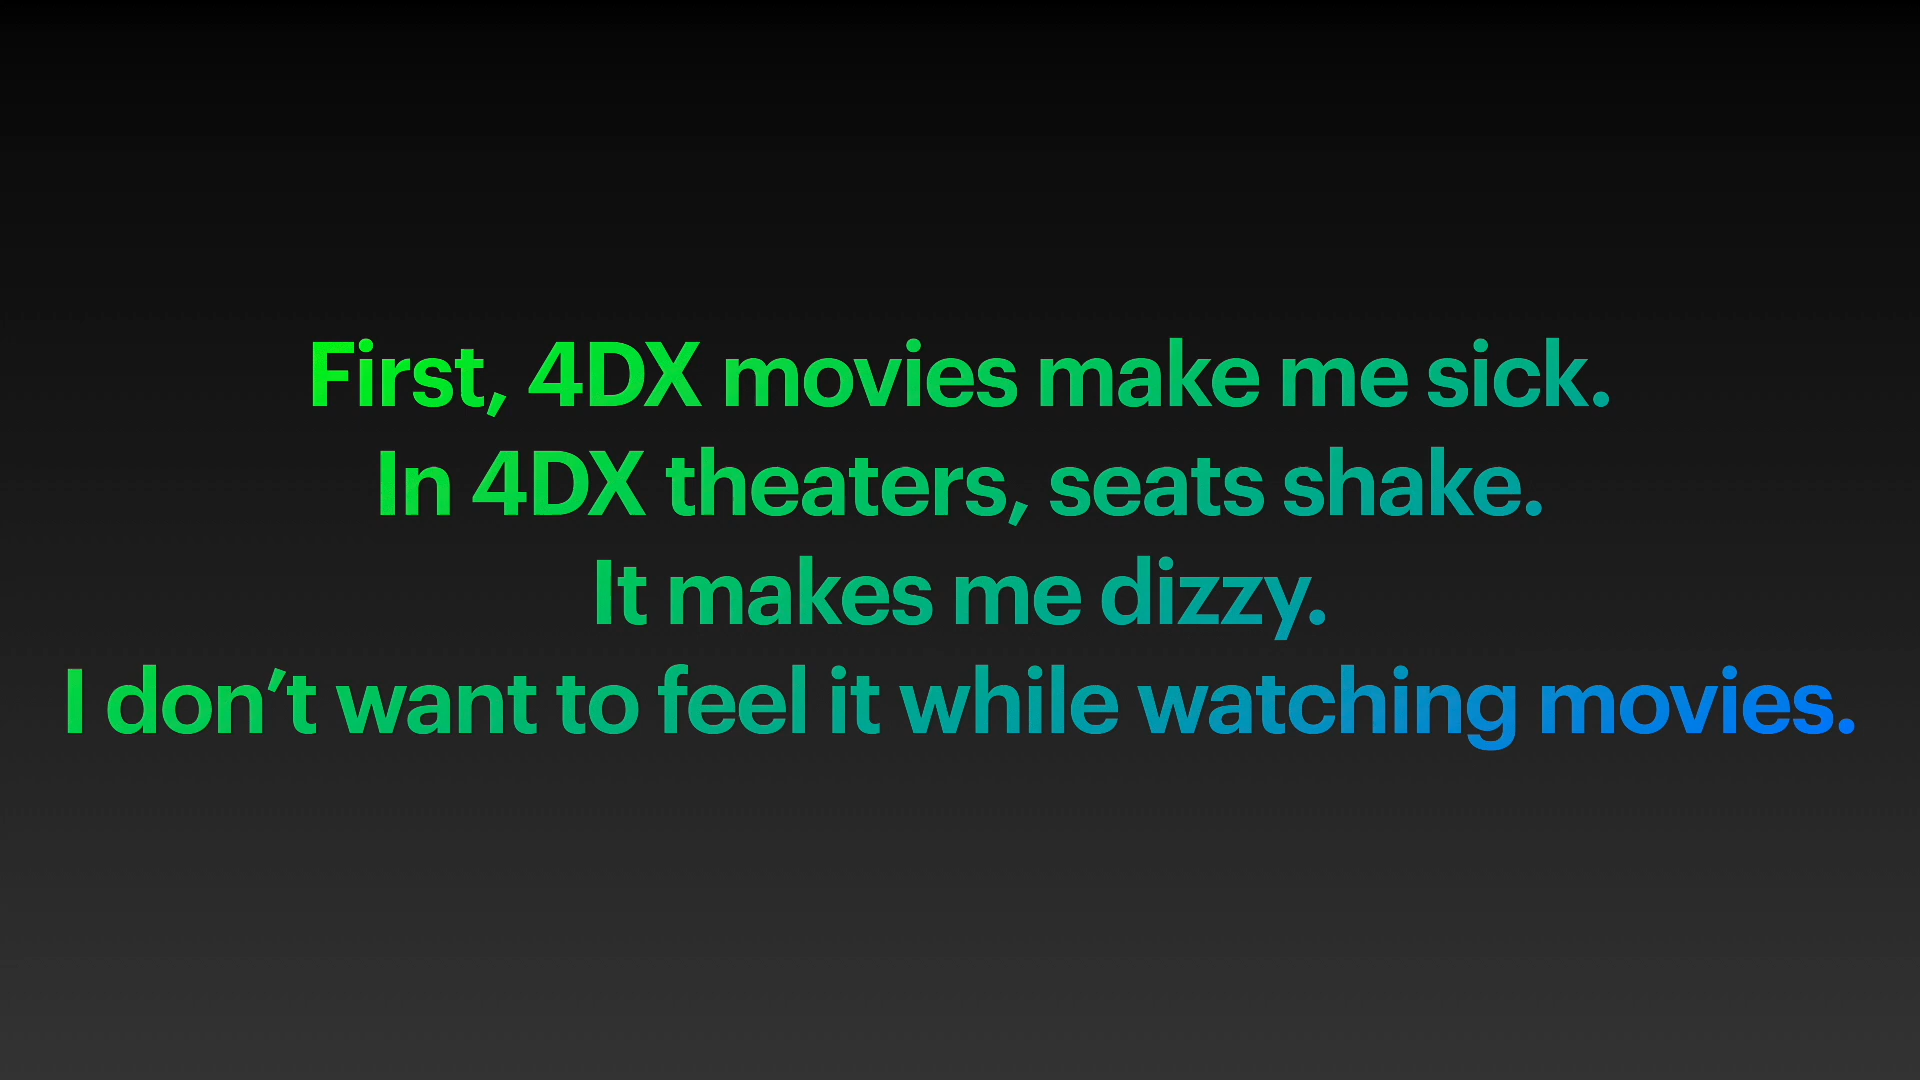 First, 4DX movies make me sick.
In 4DX theaters, seats shake.
It makes me dizzy.
I don’t want to feel it while watching movies.